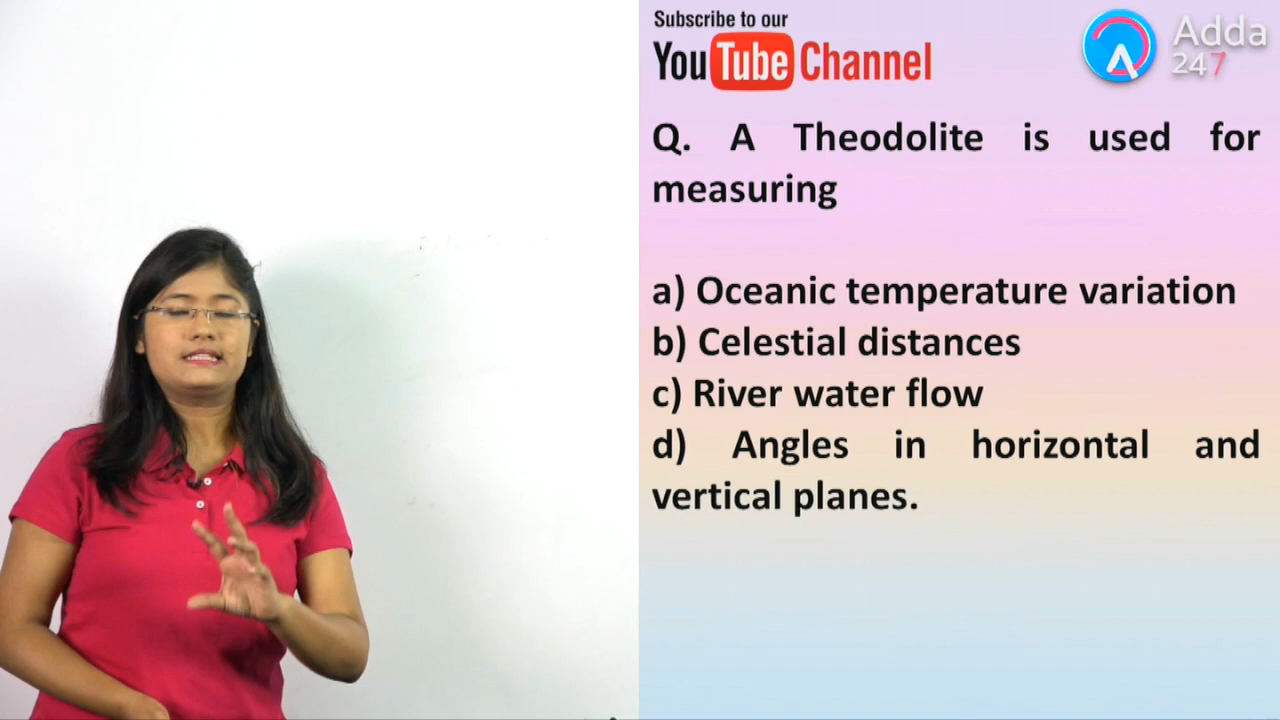 Subscribe to our
YouTube Channel
Adda
247
Q. A Theodolite is used for
measuring
a) Oceanic temperature variation
b) Celestial distances
c) River water flow
d) Angles in horizontal and
vertical planes.